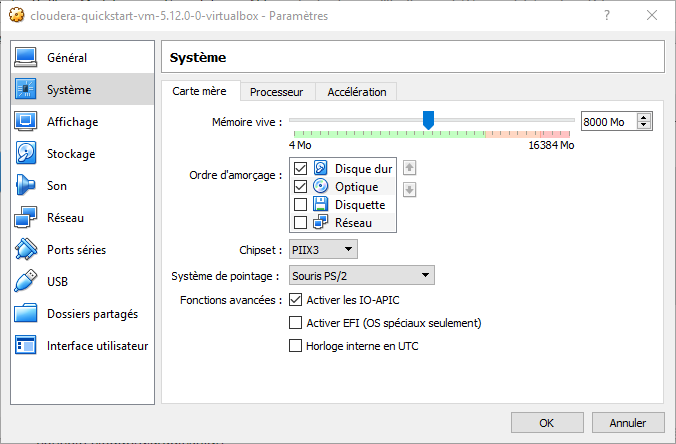 cloudera-quickstart-vm-5.12.0-0-virtualbox - Paramètres
Général
Système
Affichage
Stockage
Son
Réseau
Ports séries
USB
Dossiers partagés
Interface utilisateur
Système
Carte mère Processeur Accélération
Mémoire vive : 8000 Mo
4 Mo 16384 Mo
Ordre d'amorçage : Disque dur
Optique
Disquette
Réseau
Chipset : PIIX3
Système de pointage : Souris PS/2
Fonctions avancées : Activer les IO-APIC
Activer EFI (OS spéciaux seulement)
Horloge interne en UTC
OK Annuler